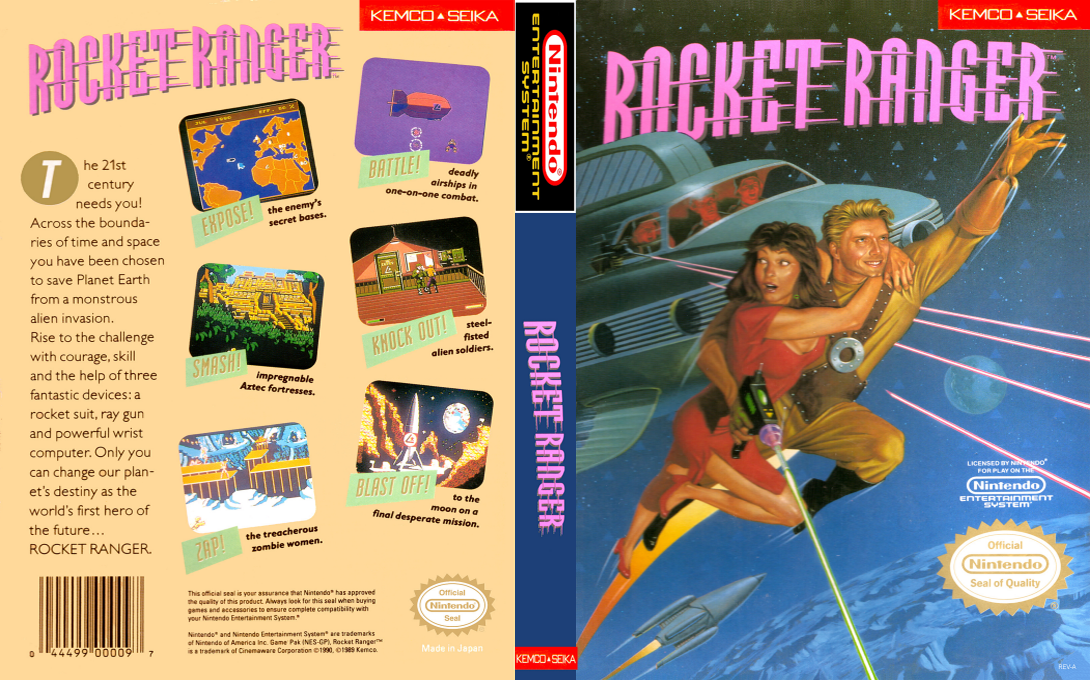 KEMCO▲SEIKA
ROCKET RANGER™
The 21st
century
needs you!
Across the bounda-
ries of time and space
you have been chosen
to save Planet Earth
from a monstrous
alien invasion.
Rise to the challenge
with courage, skill
and the help of three
fantastic devices: a
rocket suit, ray gun
and powerful wrist
computer. Only you
can change our plan-
et's destiny as the
world's first hero of
the future...
ROCKET RANGER.
EXPOSE!
the enemy's
secret bases.
BATTLE!
deadly
airships in
one-on-one combat.
SMASH!
impregnable
Aztec fortresses.
KNOCK OUT!
steel-
fisted
alien soldiers.
ZAP!
the treacherous
zombie women.
BLAST OFF!
to the
moon on a
final desperate mission.
0 44499 00009 7
This official seal is your assurance that Nintendo® has approved
the quality of this product. Always look for this seal when buying
games and accessories to ensure complete compatibility with
your Nintendo Entertainment System.®
Nintendo® and Nintendo Entertainment System® are trademarks
of Nintendo of America Inc. Game Pak (NES-GP), Rocket Ranger™
is a trademark of Cinemaware Corporation ©1990, ©1989 Kemco.
Official
Nintendo
Seal
Made in Japan
Nintendo®
ENTERTAINMENT
SYSTEM®
ROCKET RANGER
KEMCO▲SEIKA
KEMCO▲SEIKA
ROCKET RANGER™
LICENSED BY NINTENDO®
FOR PLAY ON THE
Nintendo
ENTERTAINMENT
SYSTEM®
Official
Nintendo
Seal of Quality
REV-A